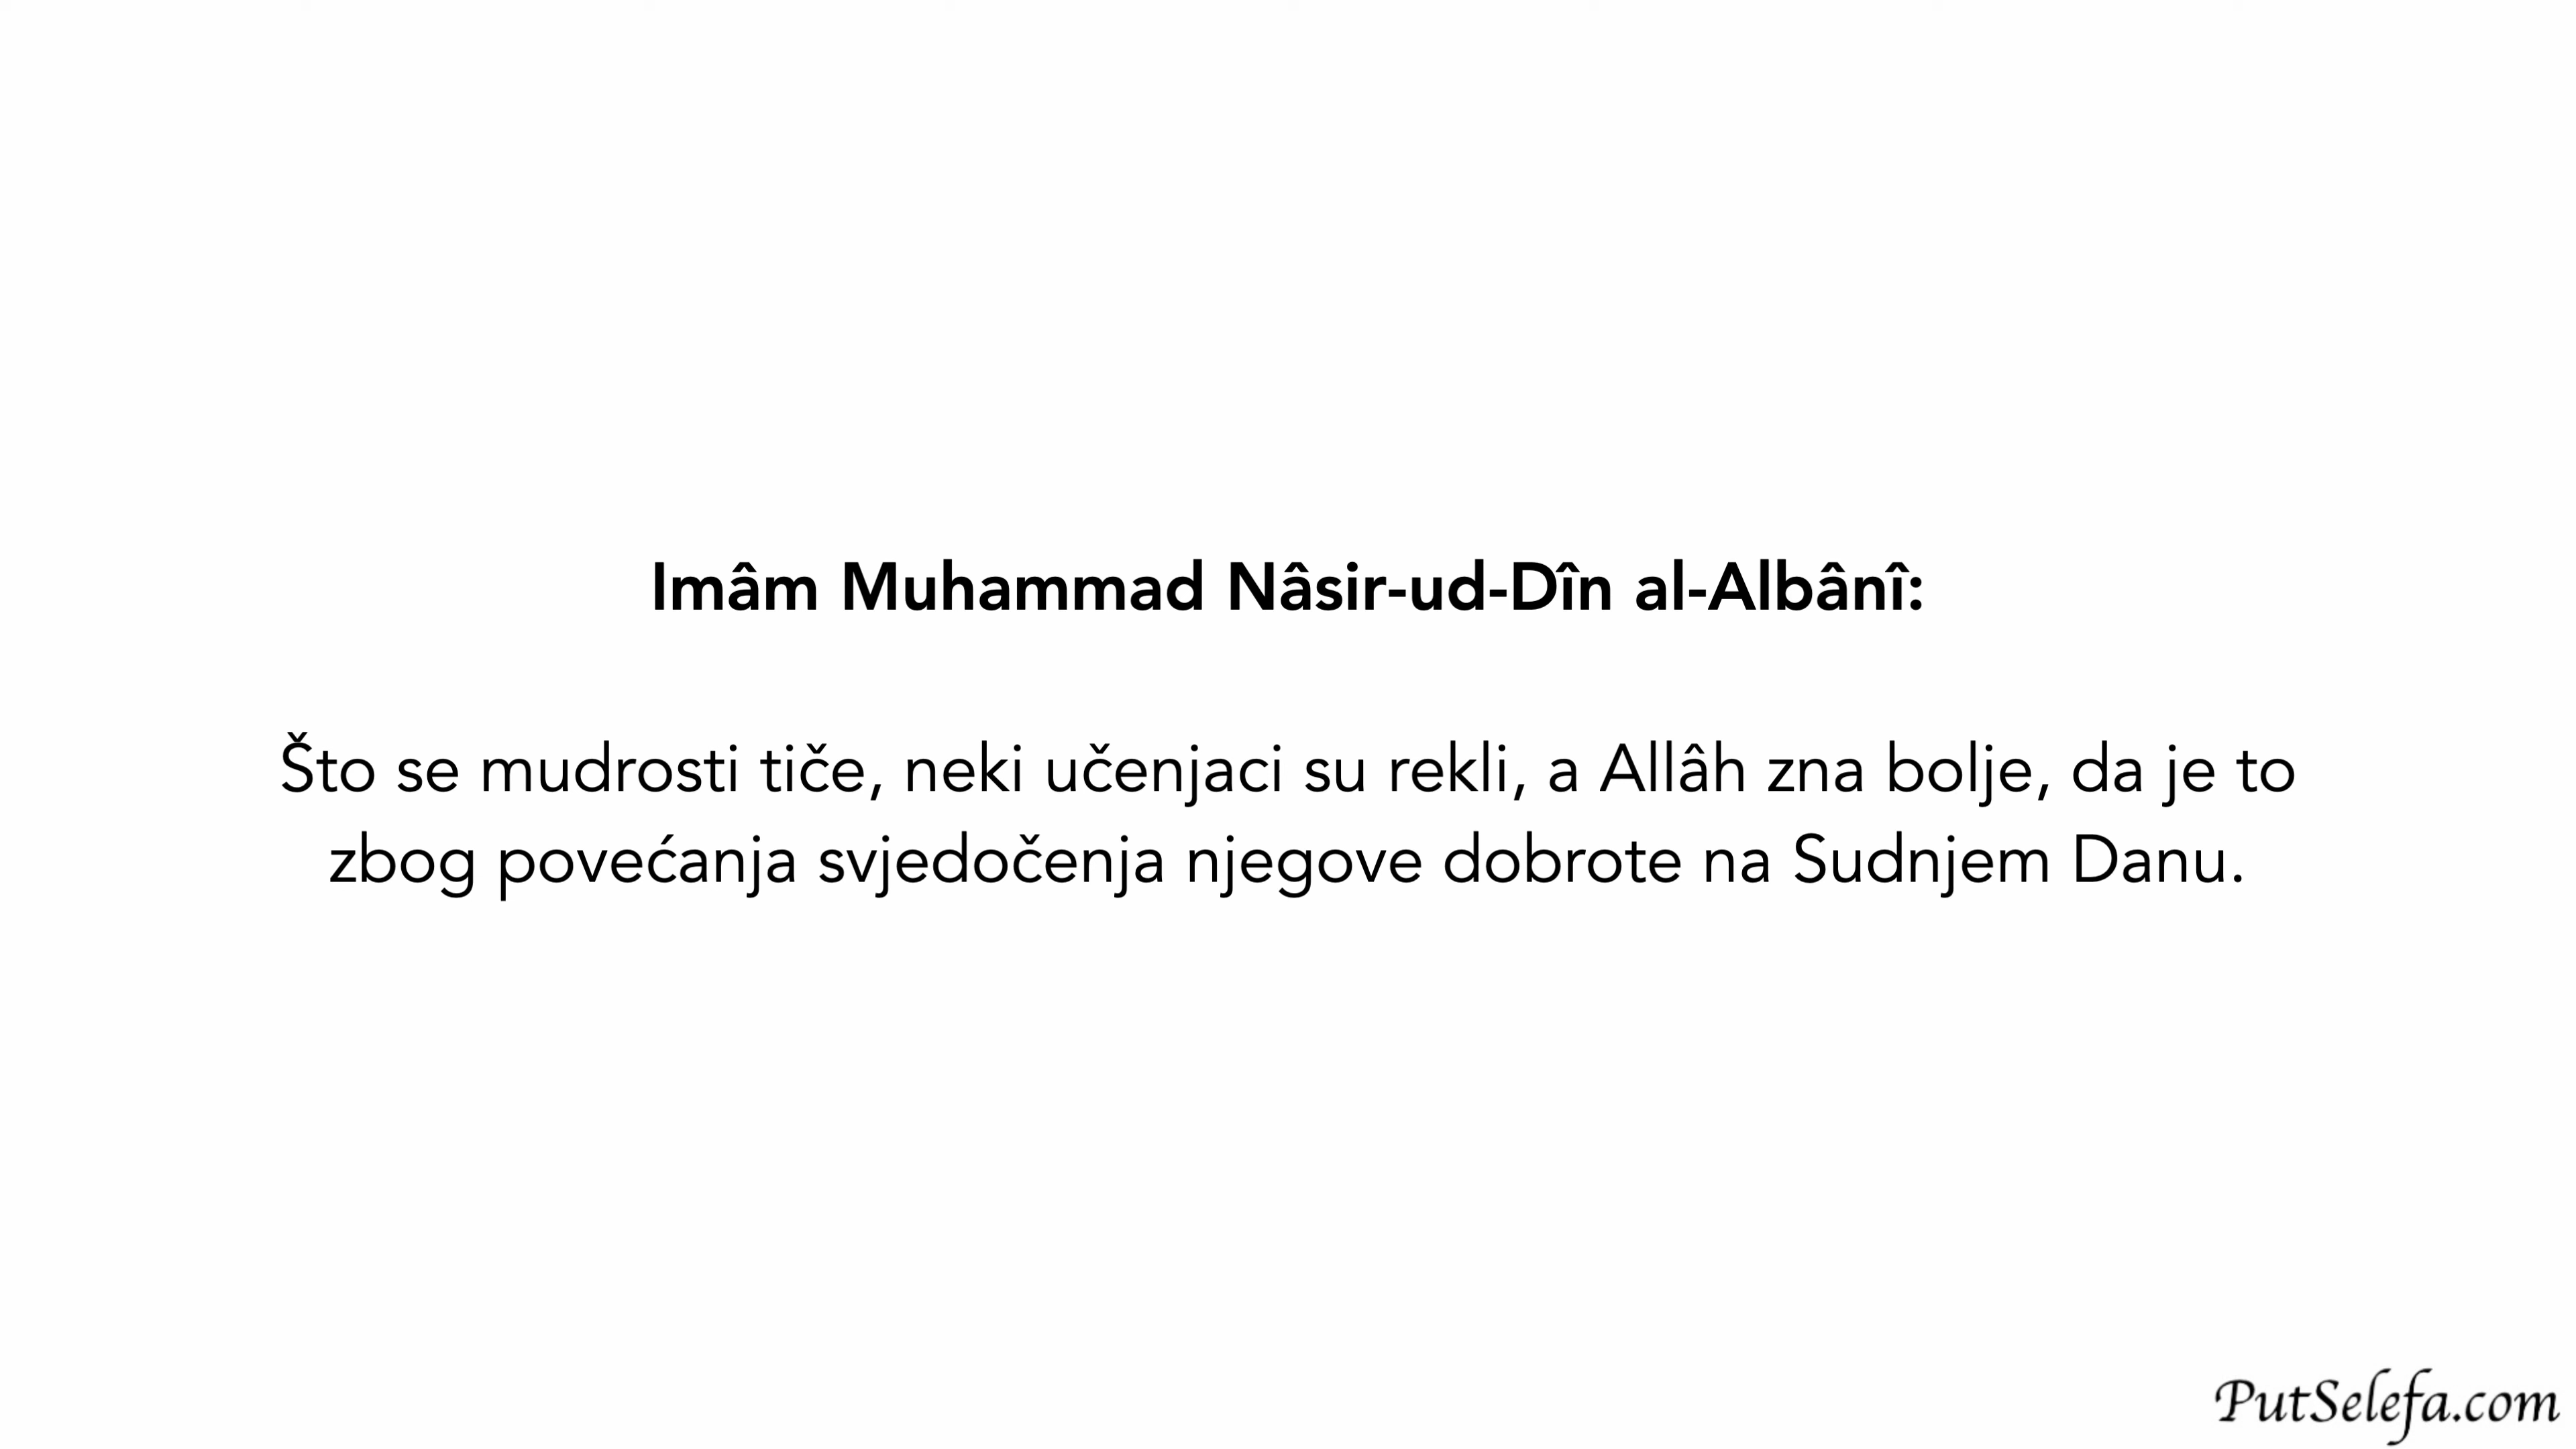 Imâm Muhammad Nâsir-ud-Dîn al-Albânî:
Što se mudrosti tiče, neki učenjaci su rekli, a Allâh zna bolje, da je to
zbog povećanja svjedočenja njegove dobrote na Sudnjem Danu.
PutSelefa.com